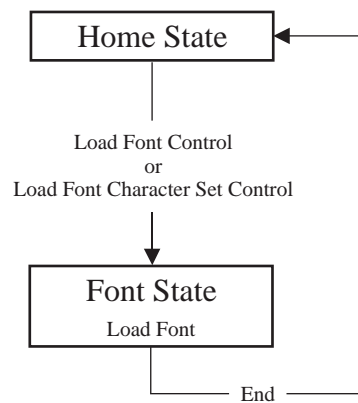 Home State
Load Font Control
or
Load Font Character Set Control
Font State
Load Font
End